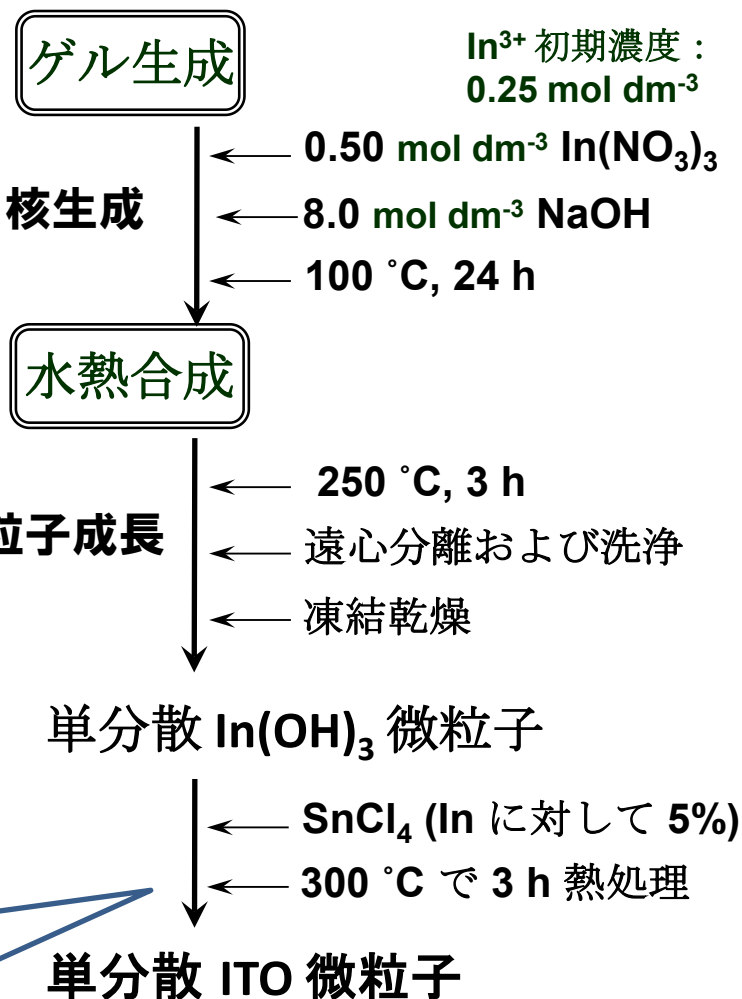 ゲル生成
In³⁺ 初期濃度：
0.25 mol dm⁻³
0.50 mol dm⁻³ In(NO₃)₃
核生成
8.0 mol dm⁻³ NaOH
100 ˚C, 24 h
水熱合成
250 ˚C, 3 h
粒子成長
遠心分離および洗浄
凍結乾燥
単分散 In(OH)₃ 微粒子
SnCl₄ (In に対して 5%)
300 ˚C で 3 h 熱処理
単分散 ITO 微粒子